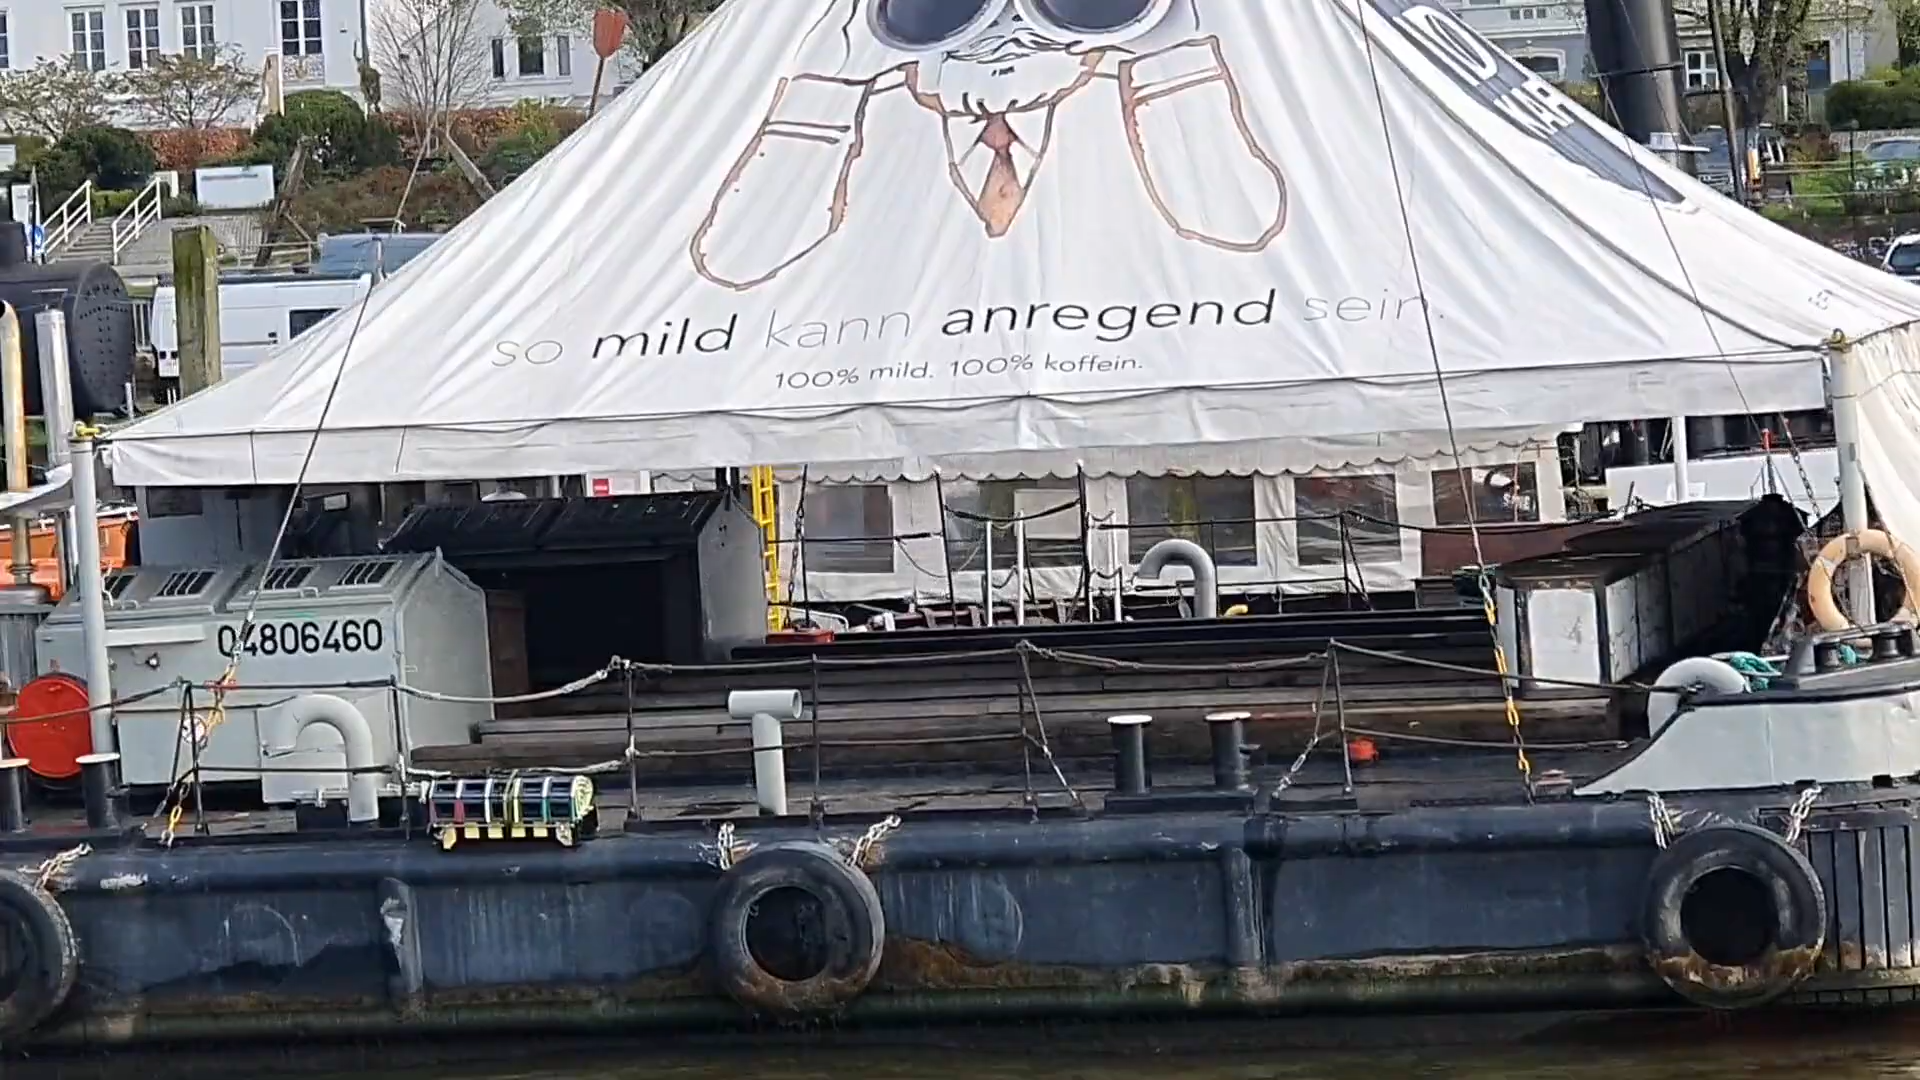 so mild kann anregend sein.
100% mild. 100% koffein.
04806460